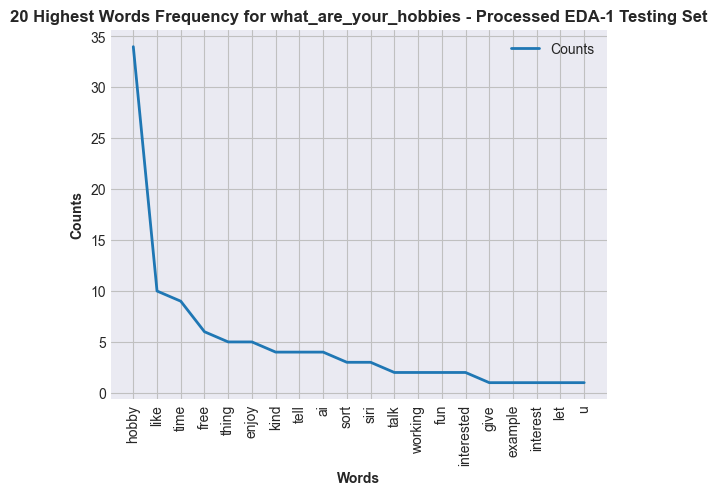 20 Highest Words Frequency for what_are_your_hobbies - Processed EDA-1 Testing Set
Counts
Counts
35
30
25
20
15
10
5
0
hobby
like
time
free
thing
enjoy
kind
tell
ai
sort
siri
talk
working
fun
interested
give
example
interest
let
u
Words